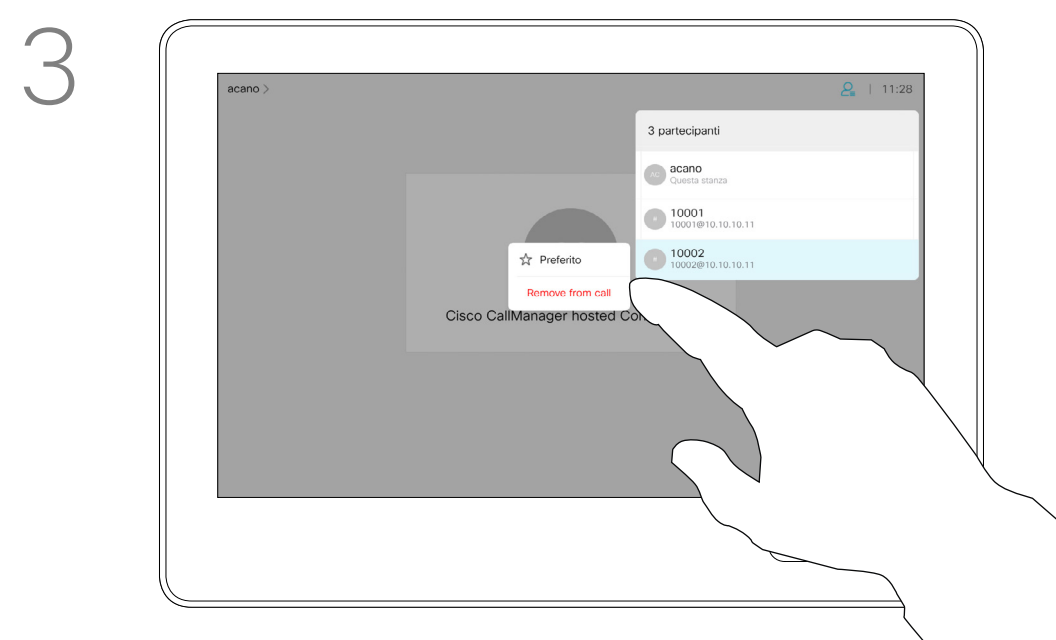 3
acano >
11:28
3 partecipanti
AC
acano
Questa stanza
10001
10001@10.10.10.11
10002
10002@10.10.10.11
Preferito
Remove from call
Cisco CallManager hosted